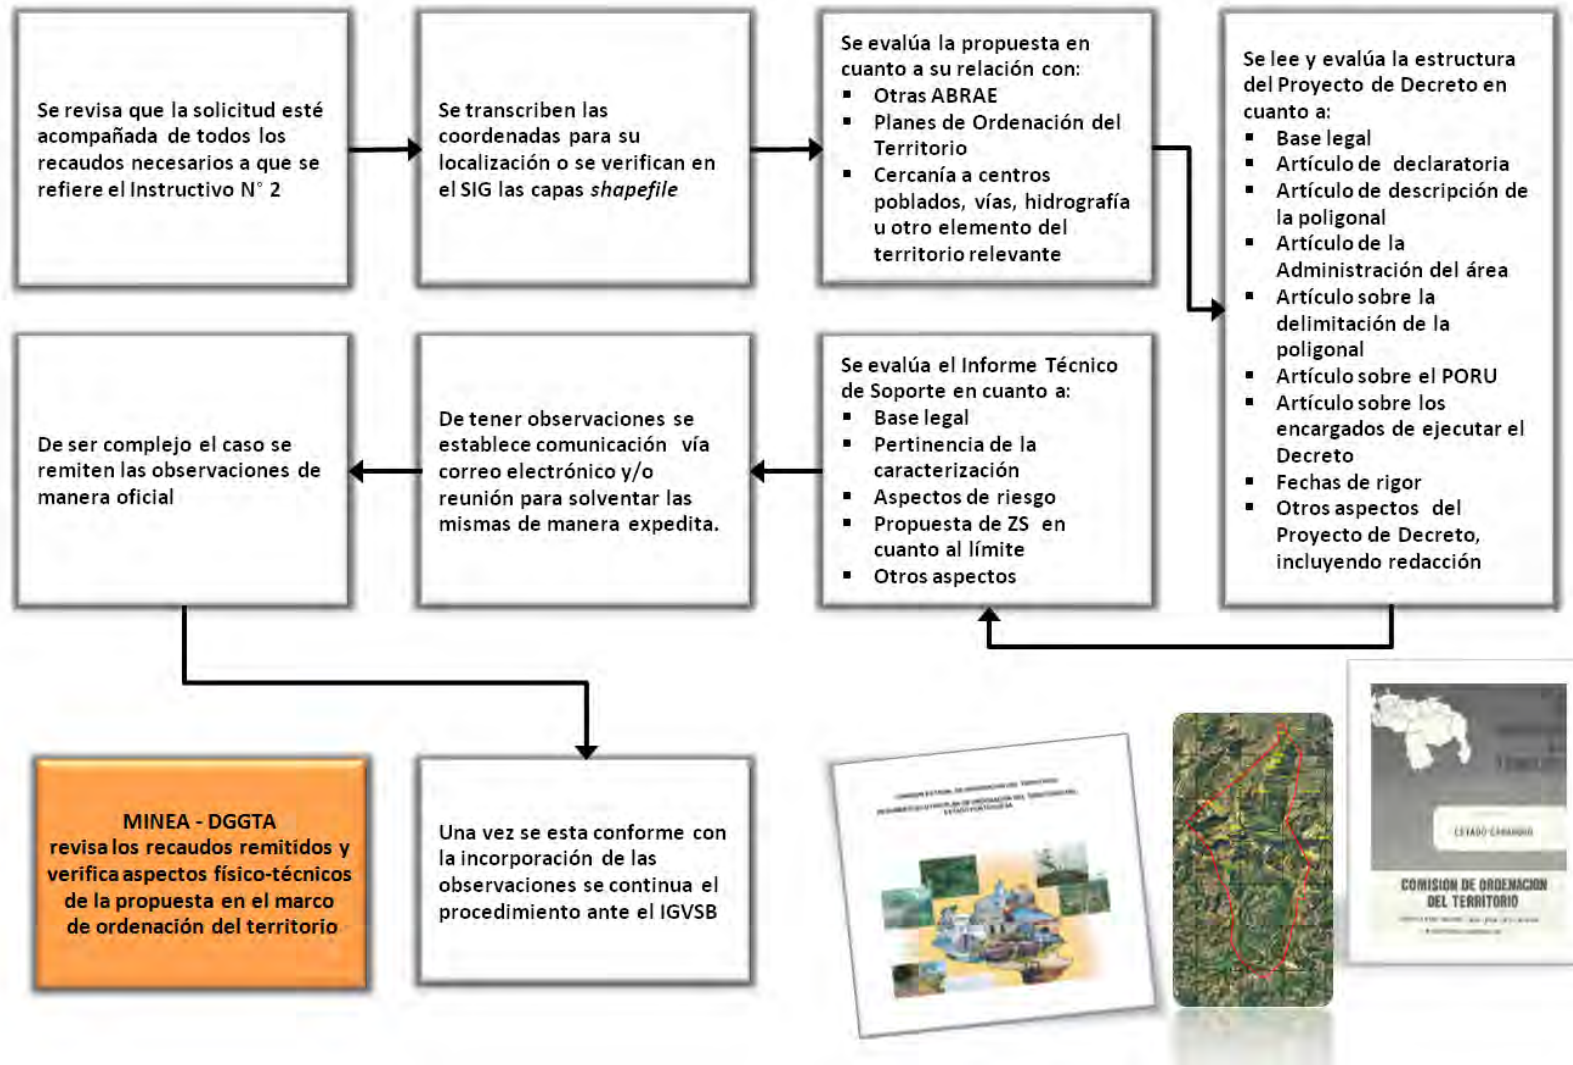 Se revisa que la solicitud esté
acompañada de todos los
recaudos necesarios a que se
refiere el Instructivo N° 2
Se transcriben las
coordenadas para su
localización o se verifican en
el SIG las capas shapefile
Se evalúa la propuesta en
cuanto a su relación con:
▪ Otras ABRAE
▪ Planes de Ordenación del
Territorio
▪ Cercanía a centros
poblados, vías, hidrografía
u otro elemento del
territorio relevante
Se lee y evalúa la estructura
del Proyecto de Decreto en
cuanto a:
▪ Base legal
▪ Artículo de declaratoria
▪ Artículo de descripción de
la poligonal
▪ Artículo de la
Administración del área
▪ Artículo sobre la
delimitación de la
poligonal
▪ Artículo sobre el PORU
▪ Artículo sobre los
encargados de ejecutar el
Decreto
▪ Fechas de rigor
▪ Otros aspectos del
Proyecto de Decreto,
incluyendo redacción
Se evalúa el Informe Técnico
de Soporte en cuanto a:
▪ Base legal
▪ Pertinencia de la
caracterización
▪ Aspectos de riesgo
▪ Propuesta de ZS en
cuanto al límite
▪ Otros aspectos
De tener observaciones se
establece comunicación vía
correo electrónico y/o
reunión para solventar las
mismas de manera expedita.
De ser complejo el caso se
remiten las observaciones de
manera oficial
MINEA - DGGTA
revisa los recaudos remitidos y
verifica aspectos físico-técnicos
de la propuesta en el marco
de ordenación del territorio
Una vez se esta conforme con
la incorporación de las
observaciones se continua el
procedimiento ante el IGVSB
COMISION DE ORDENACION
DEL TERRITORIO